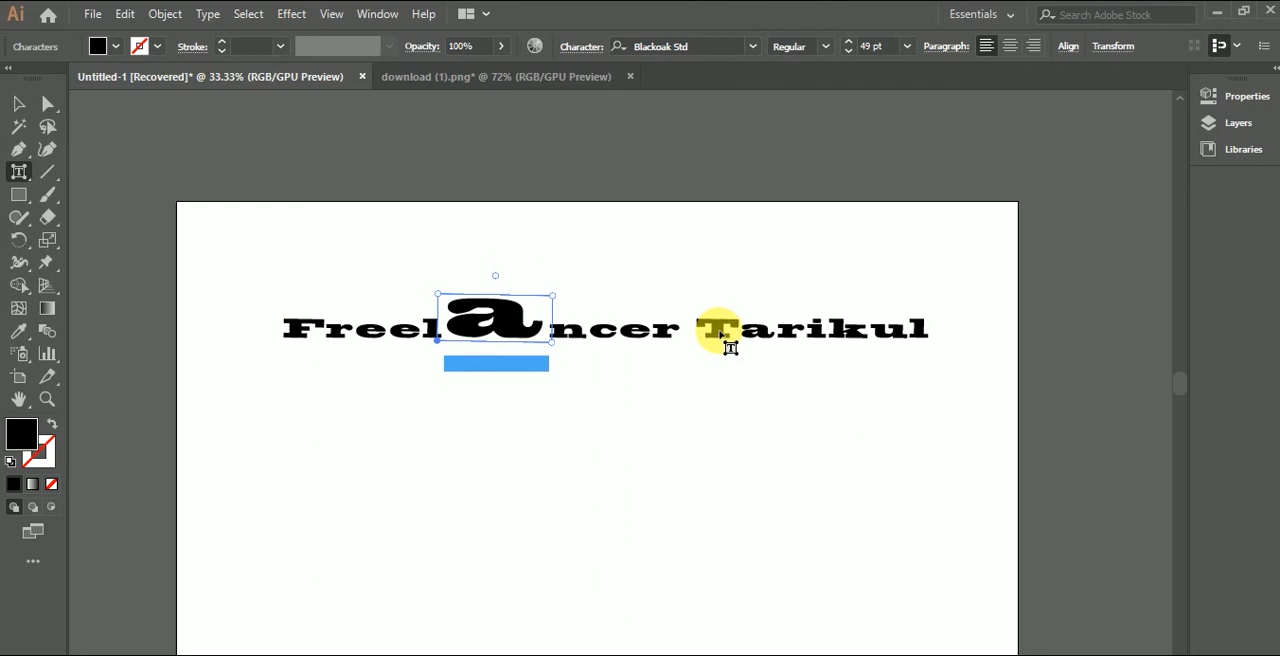 Ai File Edit Object Type Select Effect View Window Help Essentials Search Adobe Stock
Characters Stroke: Opacity: 100% Character: Blackoak Std Regular 49 pt Paragraph: Align Transform
Untitled-1 [Recovered]* @ 33.33% (RGB/GPU Preview) × download (1).png* @ 72% (RGB/GPU Preview) ×
Properties
Layers
Libraries
Freelancer Tarikul